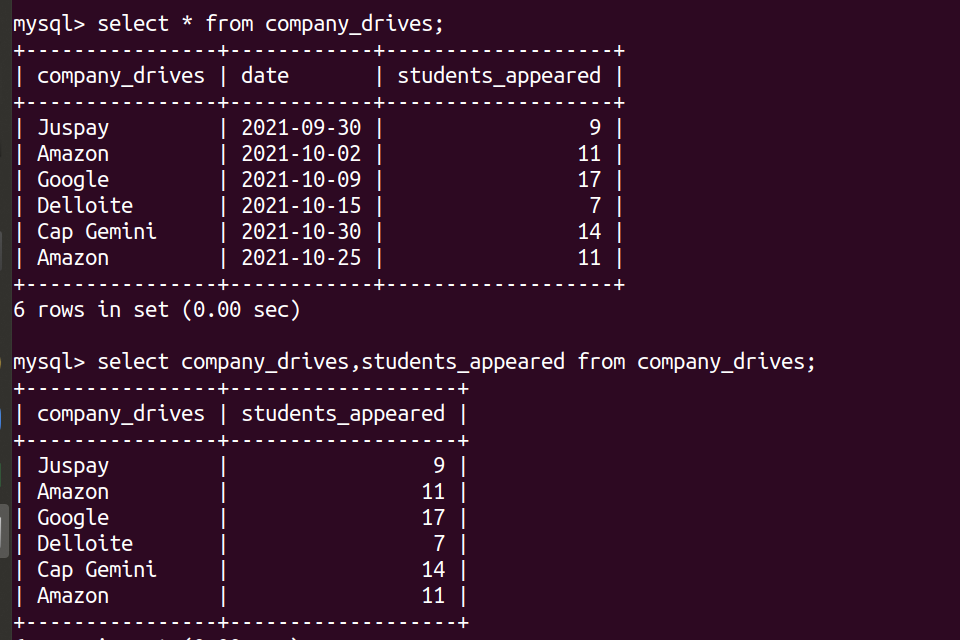 mysql> select * from company_drives;
+----------------+------------+-------------------+
| company_drives | date       | students_appeared |
+----------------+------------+-------------------+
| Juspay         | 2021-09-30 |                 9 |
| Amazon         | 2021-10-02 |                11 |
| Google         | 2021-10-09 |                17 |
| Delloite       | 2021-10-15 |                 7 |
| Cap Gemini     | 2021-10-30 |                14 |
| Amazon         | 2021-10-25 |                11 |
+----------------+------------+-------------------+
6 rows in set (0.00 sec)
mysql> select company_drives,students_appeared from company_drives;
+----------------+-------------------+
| company_drives | students_appeared |
+----------------+-------------------+
| Juspay         |                 9 |
| Amazon         |                11 |
| Google         |                17 |
| Delloite       |                 7 |
| Cap Gemini     |                14 |
| Amazon         |                11 |
+----------------+-------------------+